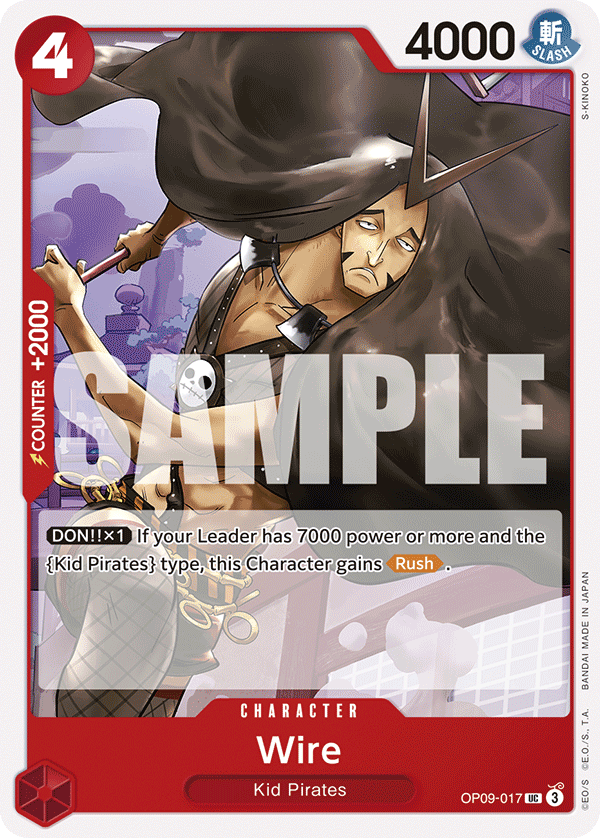 4
4000
斬
SLASH
S-KINOKO
COUNTER +2000
SAMPLE
DON!!×1 If your Leader has 7000 power or more and the
{Kid Pirates} type, this Character gains Rush .
CHARACTER
Wire
Kid Pirates
OP09-017 UC 3
©E.O/S ©E.O./S., T.A. BANDAI MADE IN JAPAN